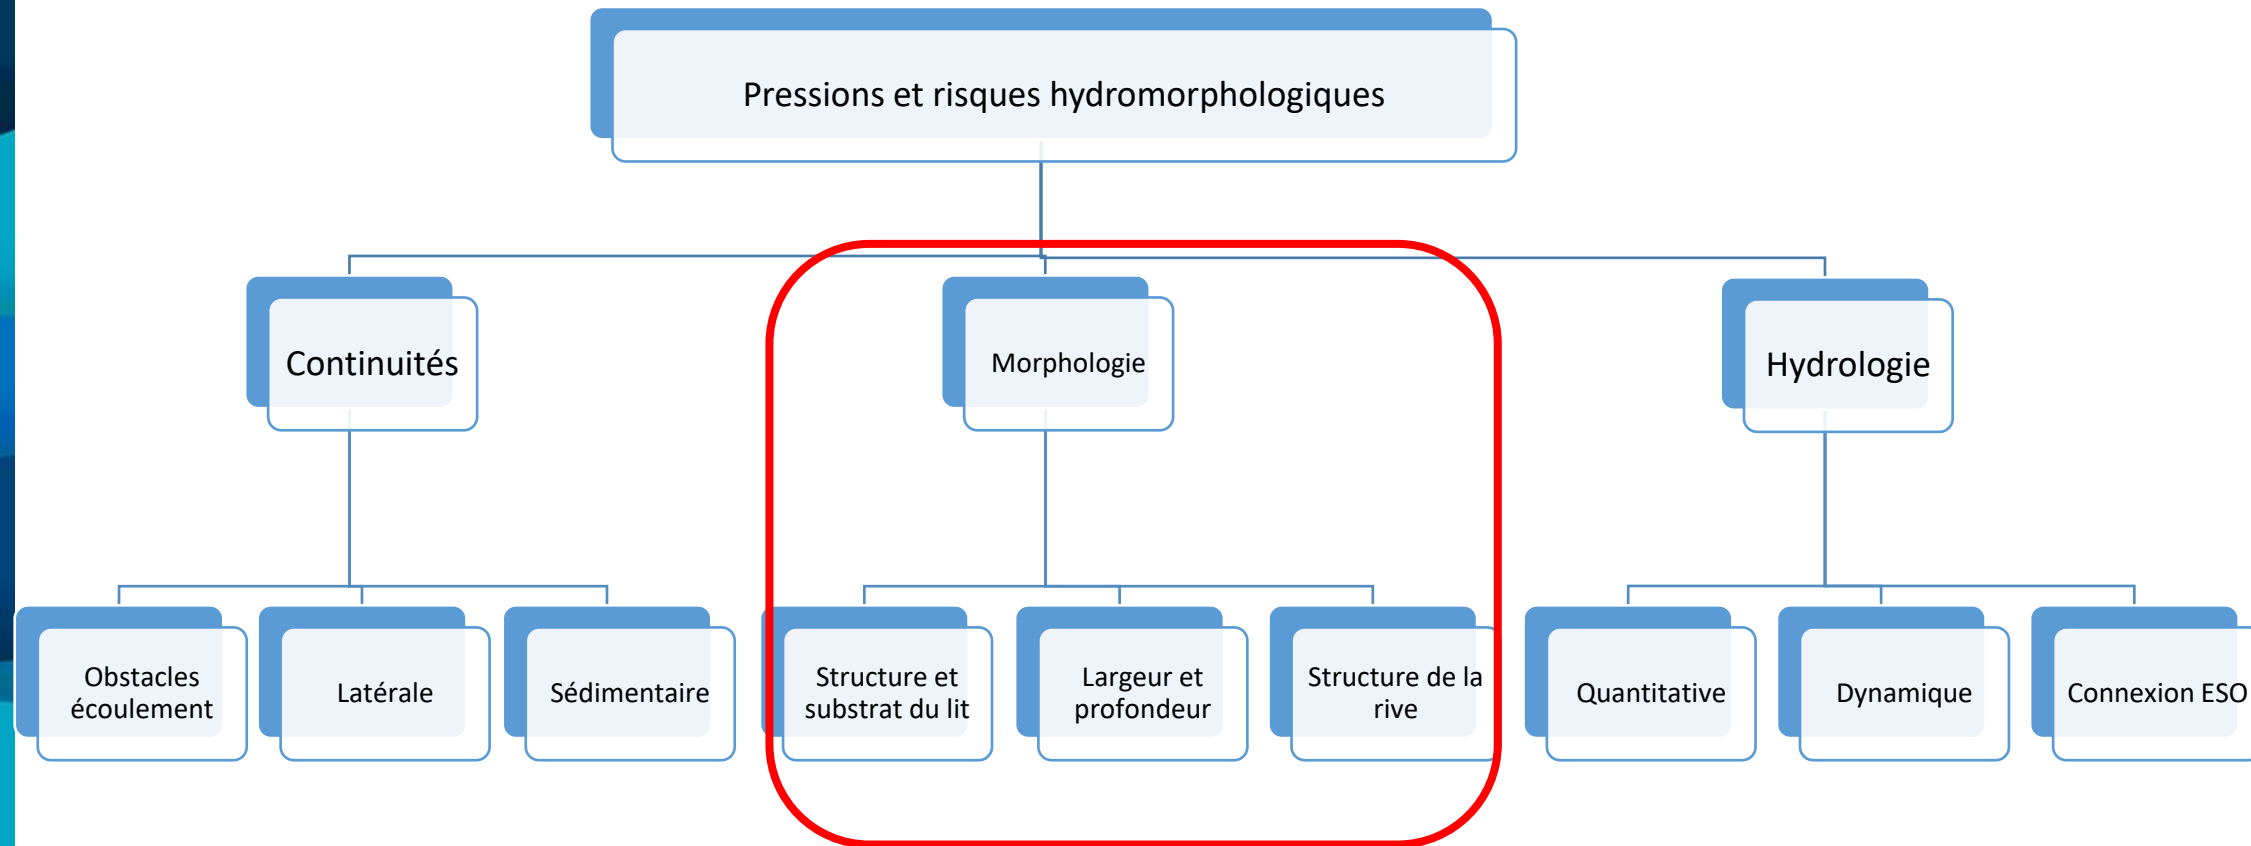 Pressions et risques hydromorphologiques
Continuités
Morphologie
Hydrologie
Obstacles
écoulement
Latérale
Sédimentaire
Structure et
substrat du lit
Largeur et
profondeur
Structure de la
rive
Quantitative
Dynamique
Connexion ESO